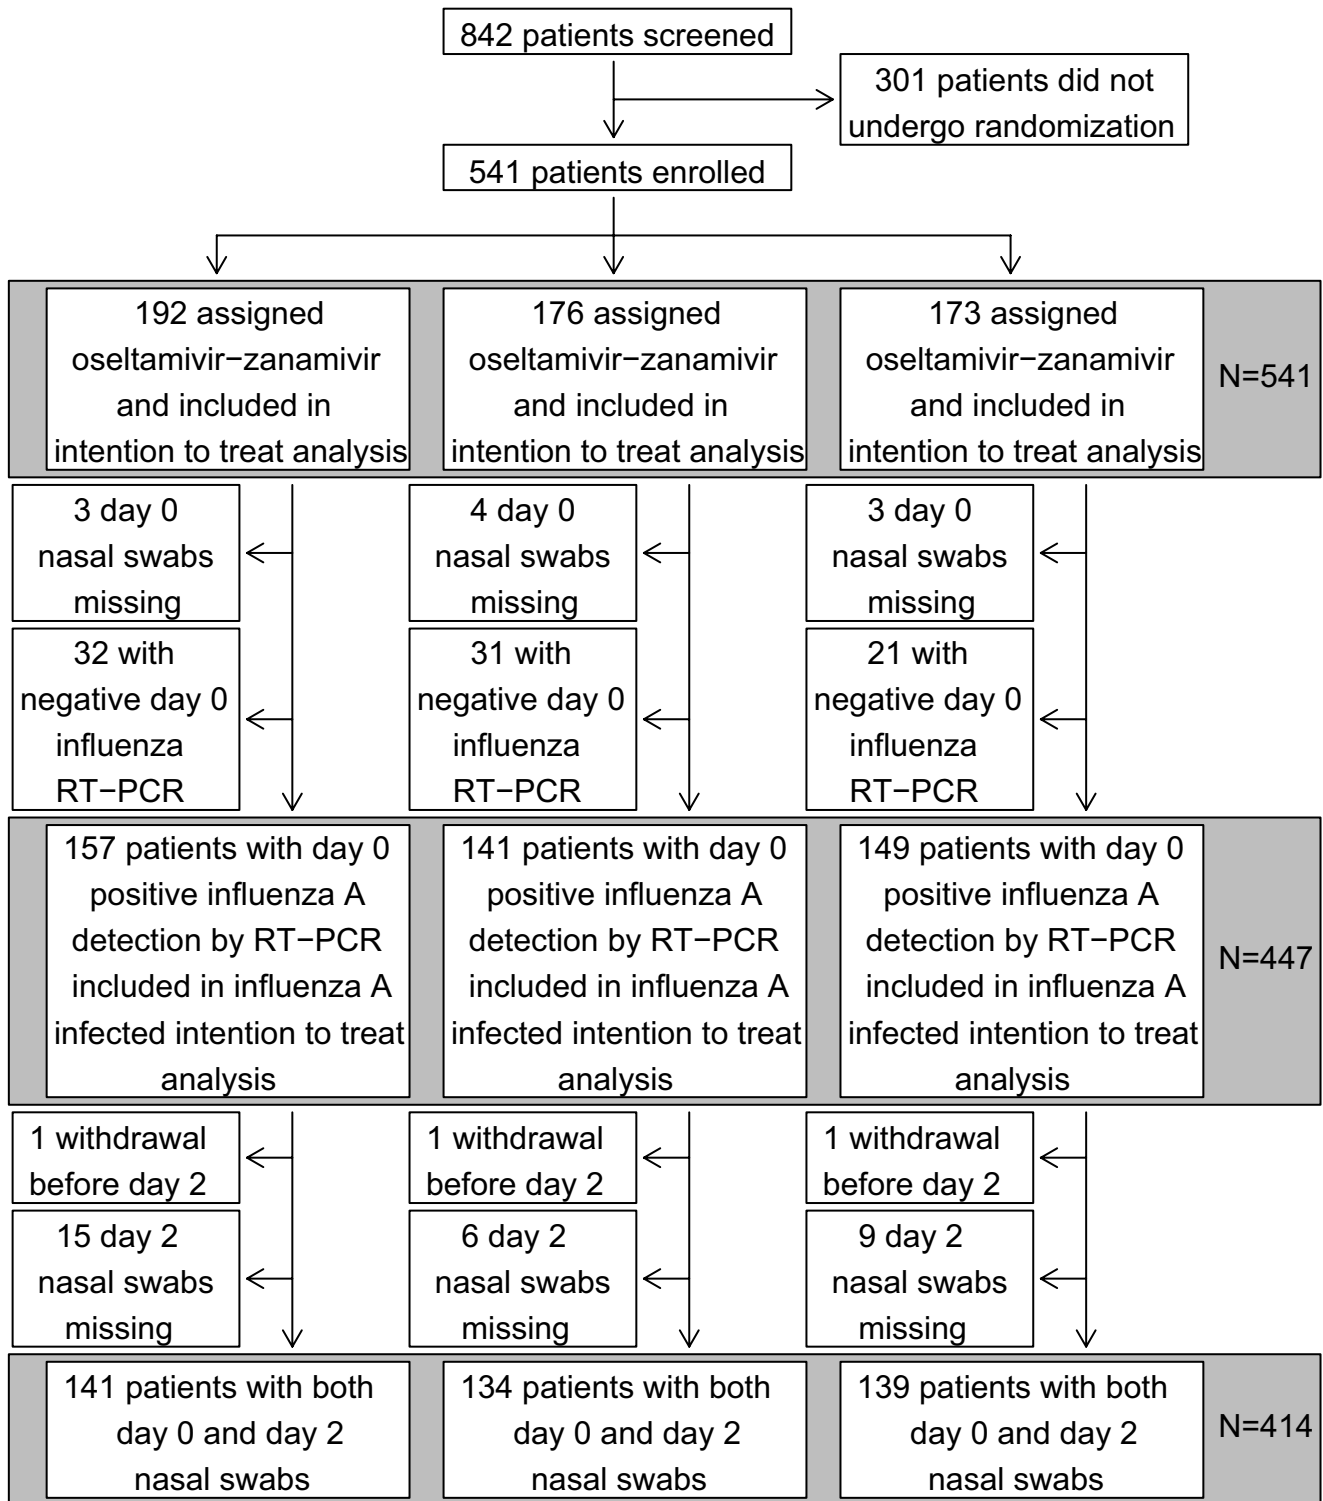 842 patients screened
301 patients did not
undergo randomization
541 patients enrolled
192 assigned
oseltamivir−zanamivir
and included in
intention to treat analysis
176 assigned
oseltamivir−zanamivir
and included in
intention to treat analysis
173 assigned
oseltamivir−zanamivir
and included in
intention to treat analysis
N=541
3 day 0
nasal swabs
missing
4 day 0
nasal swabs
missing
3 day 0
nasal swabs
missing
32 with
negative day 0
influenza
RT−PCR
31 with
negative day 0
influenza
RT−PCR
21 with
negative day 0
influenza
RT−PCR
157 patients with day 0
positive influenza A
detection by RT−PCR
included in influenza A
infected intention to treat
analysis
141 patients with day 0
positive influenza A
detection by RT−PCR
included in influenza A
infected intention to treat
analysis
149 patients with day 0
positive influenza A
detection by RT−PCR
included in influenza A
infected intention to treat
analysis
N=447
1 withdrawal
before day 2
1 withdrawal
before day 2
1 withdrawal
before day 2
15 day 2
nasal swabs
missing
6 day 2
nasal swabs
missing
9 day 2
nasal swabs
missing
141 patients with both
day 0 and day 2
nasal swabs
134 patients with both
day 0 and day 2
nasal swabs
139 patients with both
day 0 and day 2
nasal swabs
N=414